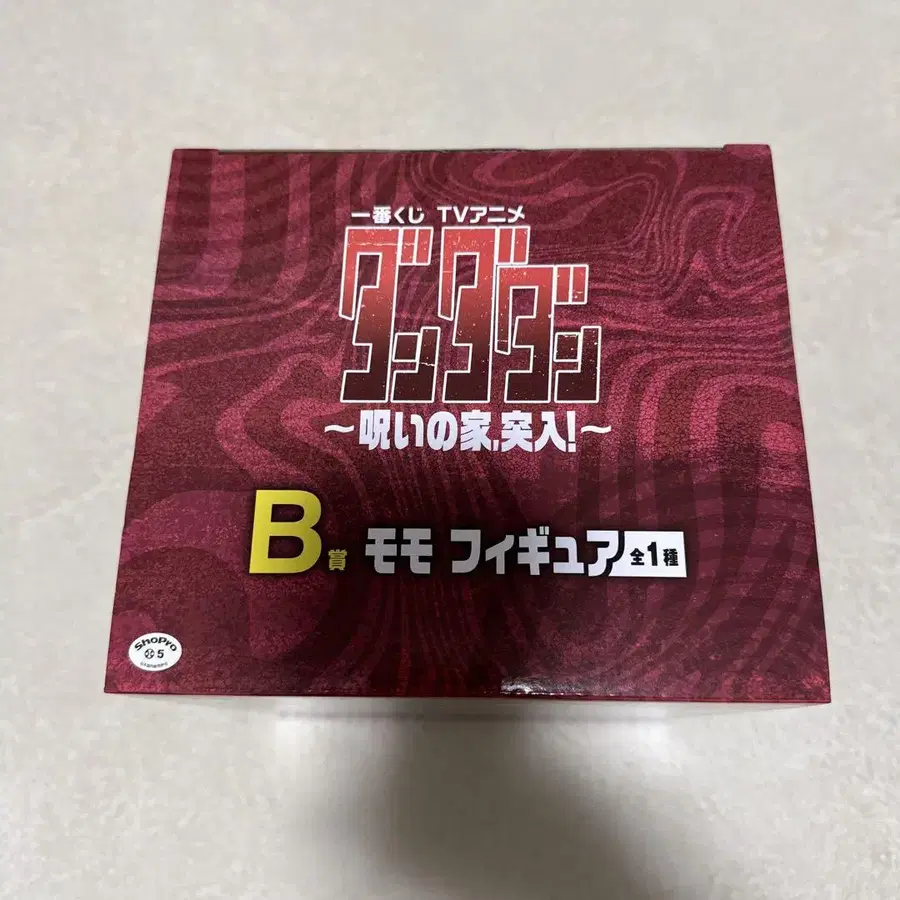 一番くじ TVアニメ
ダンダダン
〜呪いの家、突入!〜
B賞 モモ フィギュア 全1種
ShoPro
5